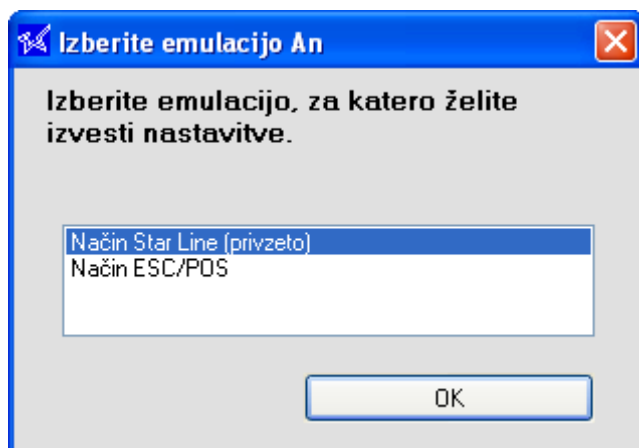 Izberite emulacijo An
Izberite emulacijo, za katero želite
izvesti nastavitve.
Način Star Line (privzeto)
Način ESC/POS
OK